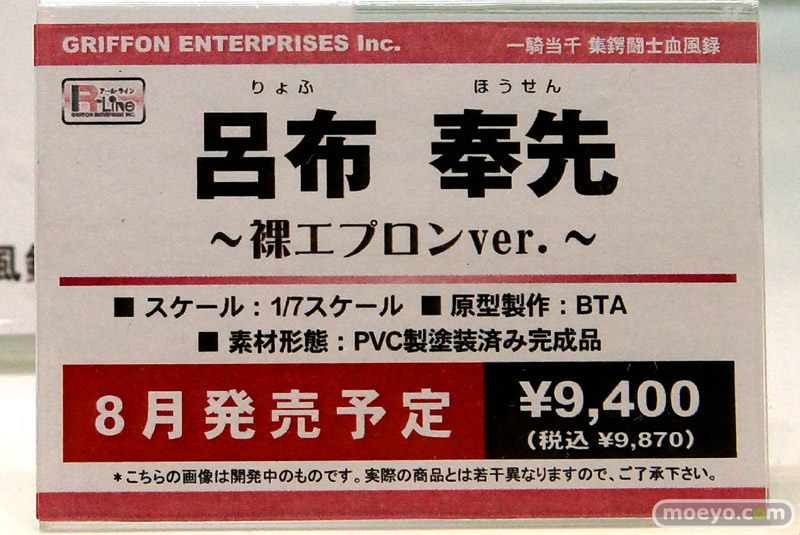 GRIFFON ENTERPRISES Inc. 一騎当千 集鍔闘士血風録
アール・ライン
R-Line
GRIFFON ENTERPRISES INC.
りょふ ほうせん
呂布 奉先
～裸エプロンver.～
■ スケール：1/7スケール ■ 原型製作：BTA
■ 素材形態：PVC製塗装済み完成品
8月発売予定 ¥9,400
（税込 ¥9,870）
＊こちらの画像は開発中のものです。実際の商品とは若干異なりますので、ご了承下さい。
moeyo.com